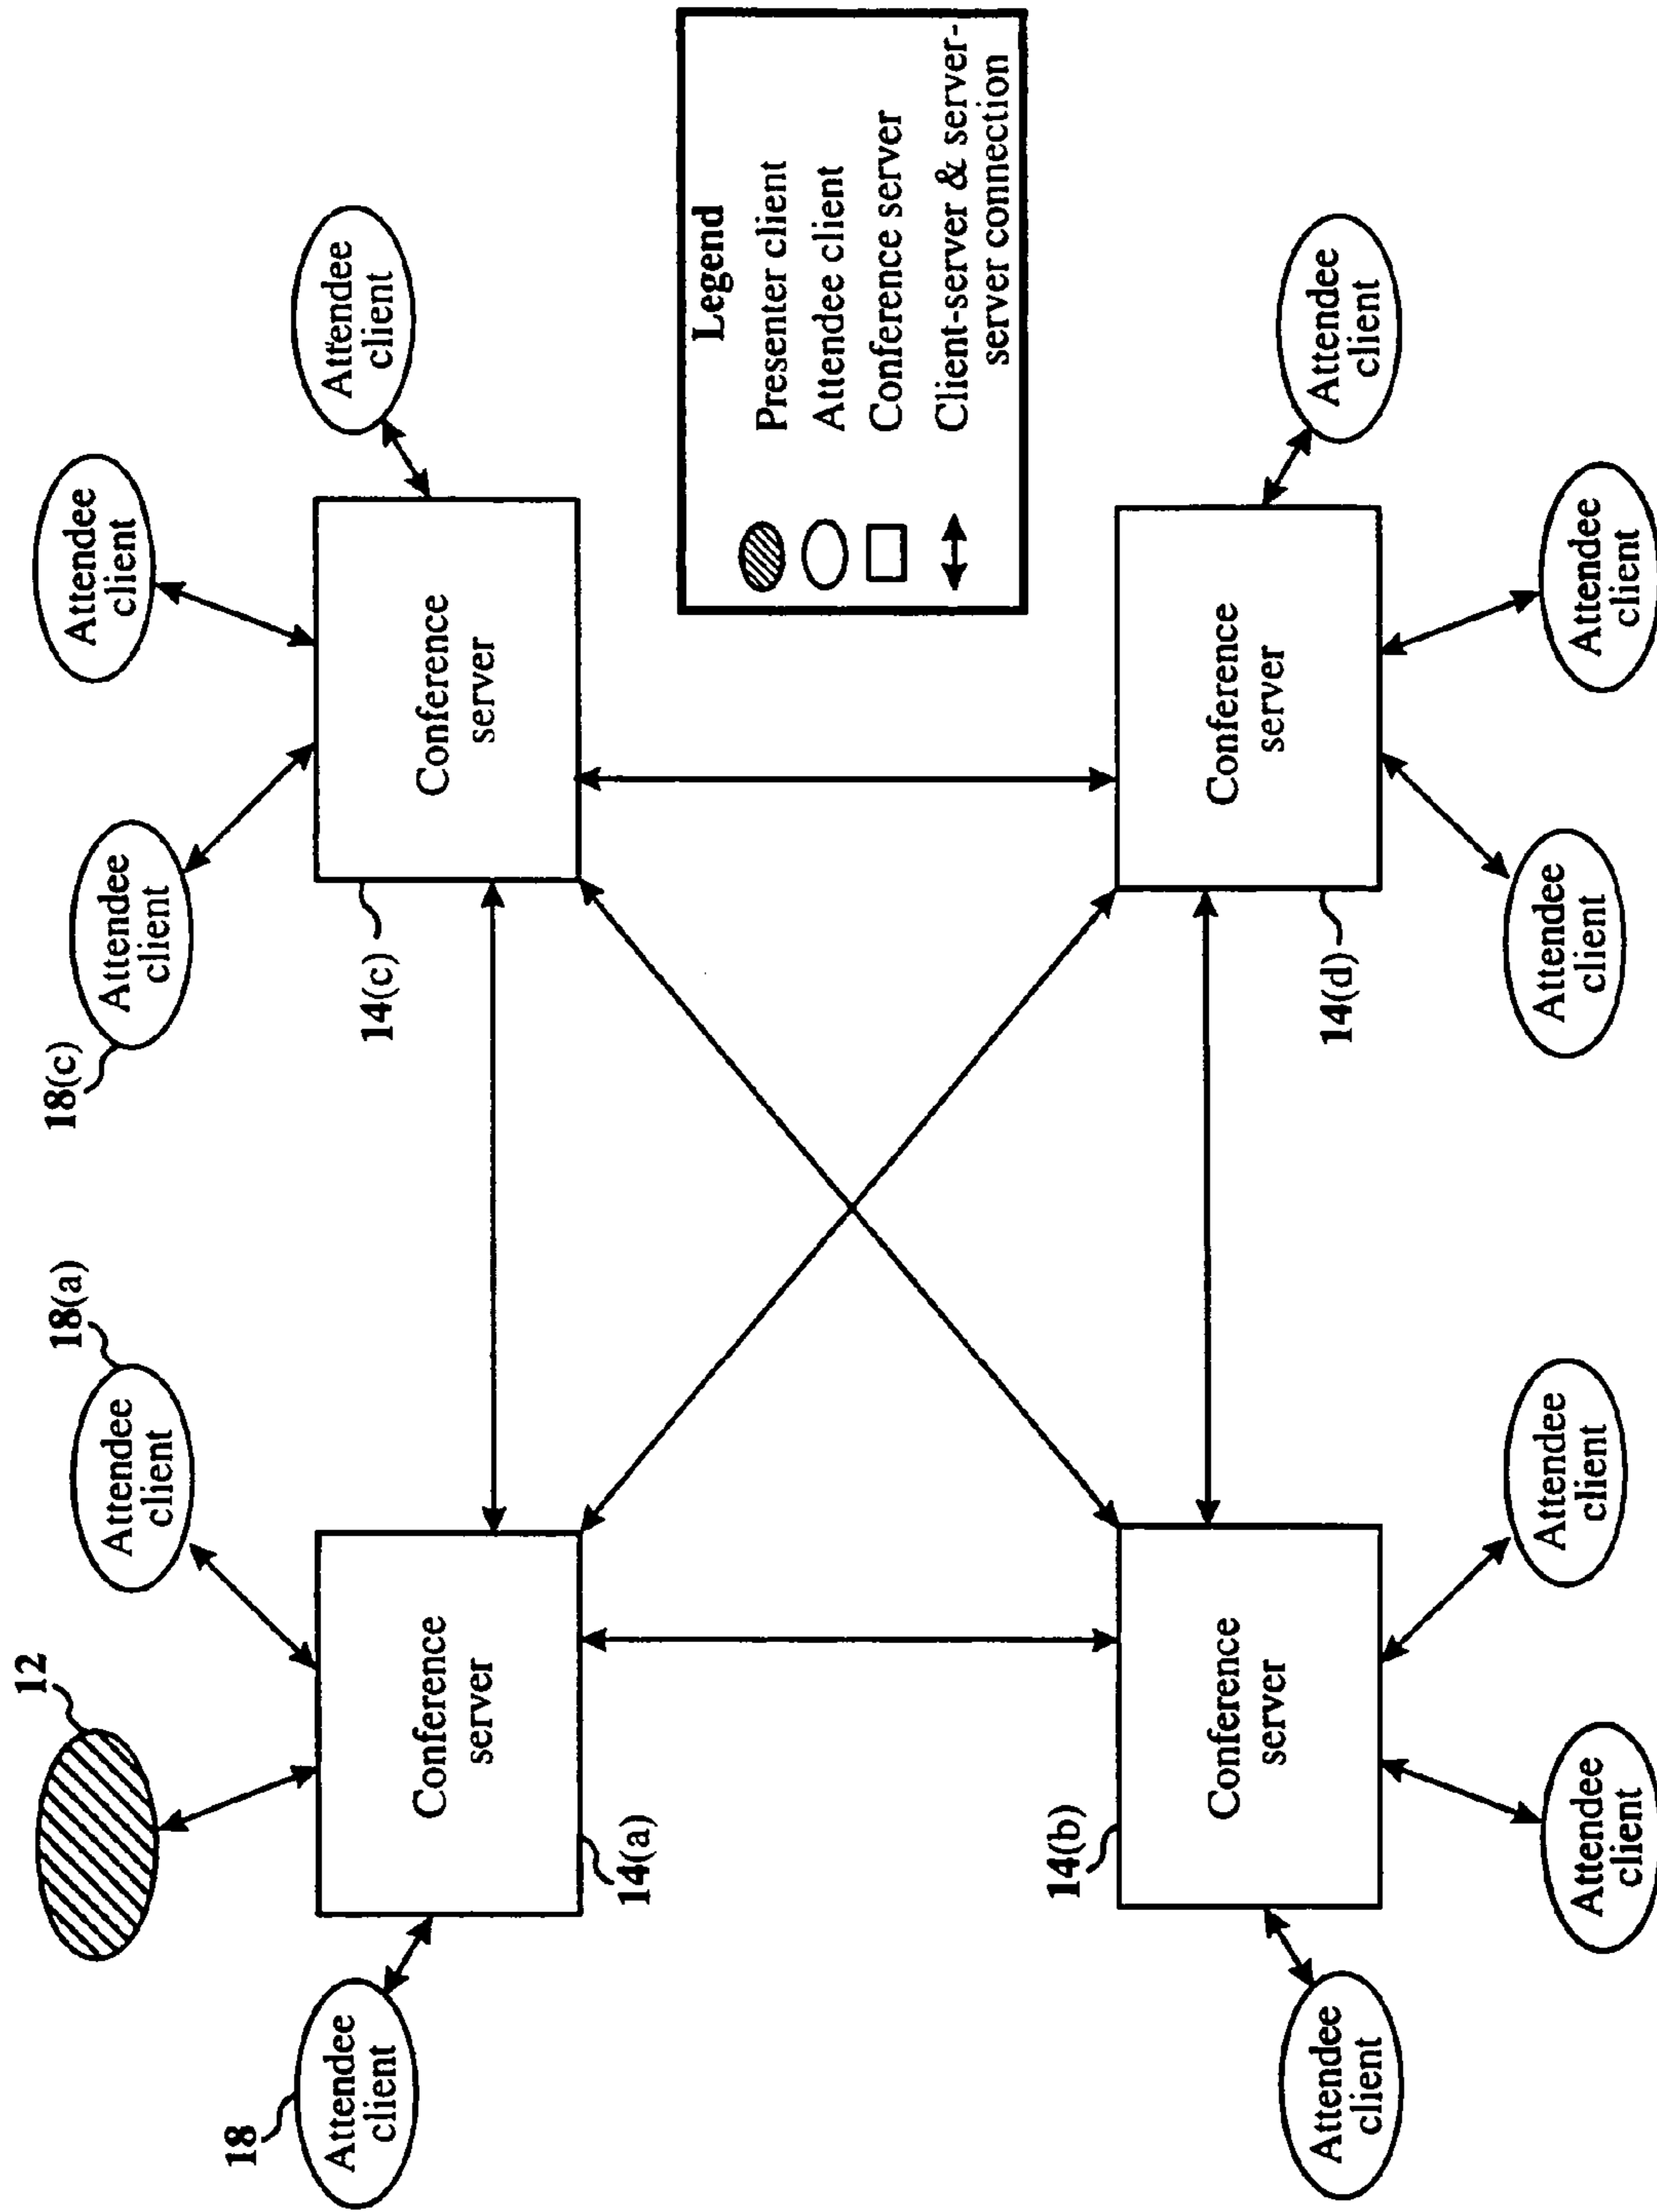 12
18(a)
18(c)
Attendee
client
Attendee
client
Attendee
client
18
Attendee
client
Attendee
client
Conference
server
14(a)
Conference
server
14(c)
Legend
Presenter client
Attendee client
Conference server
Client-server & server-
server connection
14(b)
Conference
server
Conference
server
14(d)
Attendee
client
Attendee
client
Attendee
client
Attendee
client
Attendee
client
Attendee
client